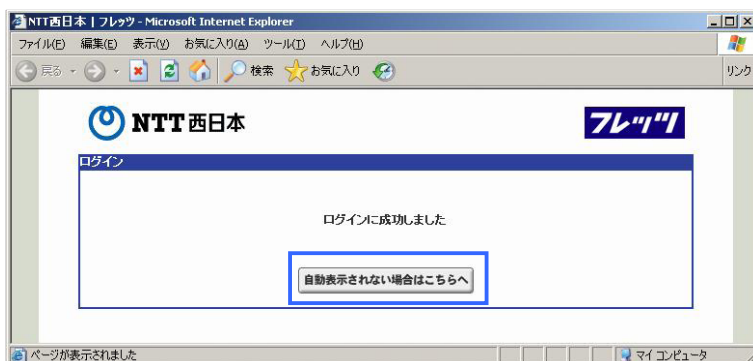 NTT西日本 | フレッツ - Microsoft Internet Explorer
ファイル(F) 編集(E) 表示(V) お気に入り(A) ツール(T) ヘルプ(H)
戻る 検索 お気に入り リンク
NTT西日本 フレッツ
ログイン
ログインに成功しました
自動表示されない場合はこちらへ
ページが表示されました マイ コンピュータ